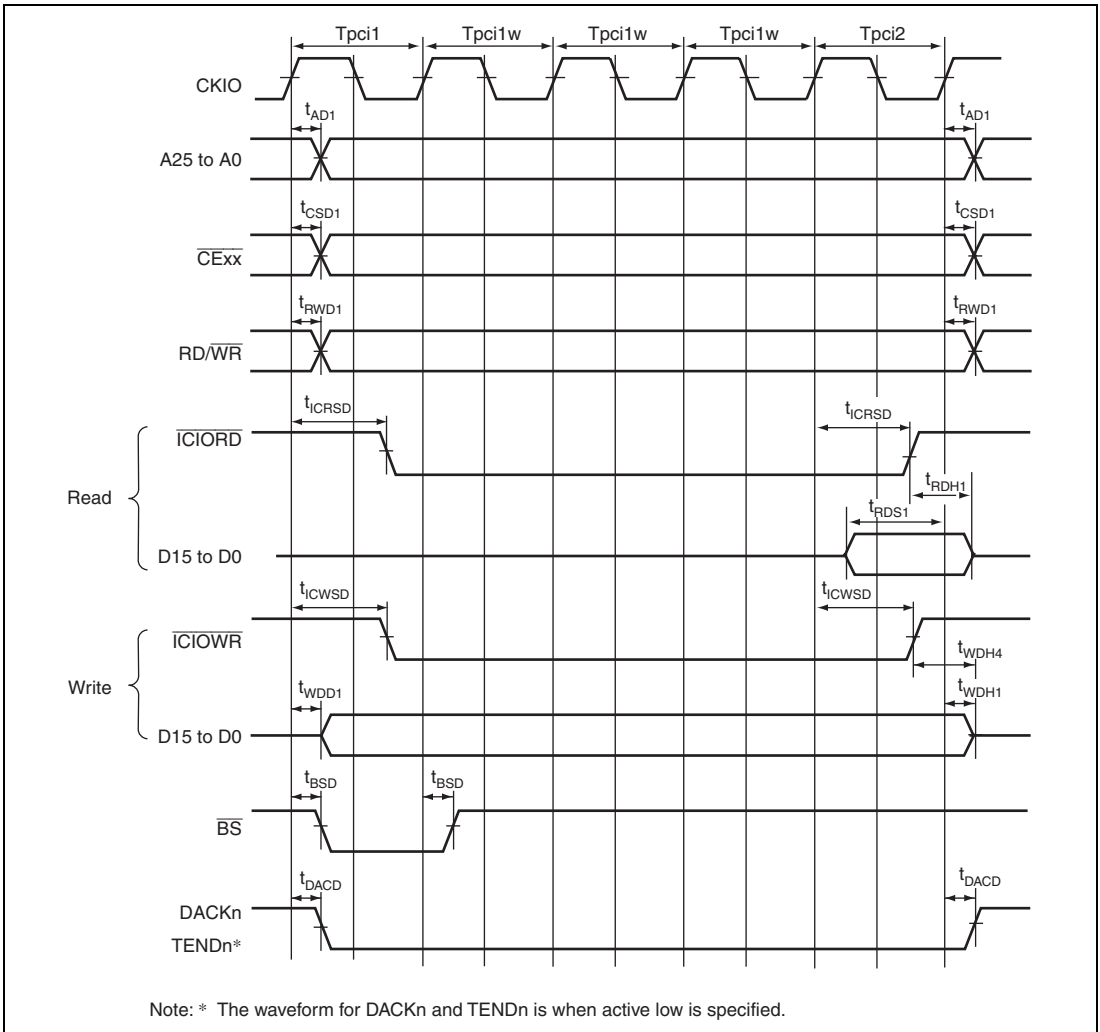 Tpci1 Tpci1w Tpci1w Tpci1w Tpci2
CKIO
tAD1 tAD1
A25 to A0
tCSD1 tCSD1
CExx
tRWD1 tRWD1
RD/WR
tICRSD tICRSD
ICIORD
tRDH1
Read
tRDS1
D15 to D0
tICWSD tICWSD
ICIOWR
tWDH4
Write
tWDD1 tWDH1
D15 to D0
tBSD tBSD
BS
tDACD tDACD
DACKn
TENDn*
Note: * The waveform for DACKn and TENDn is when active low is specified.